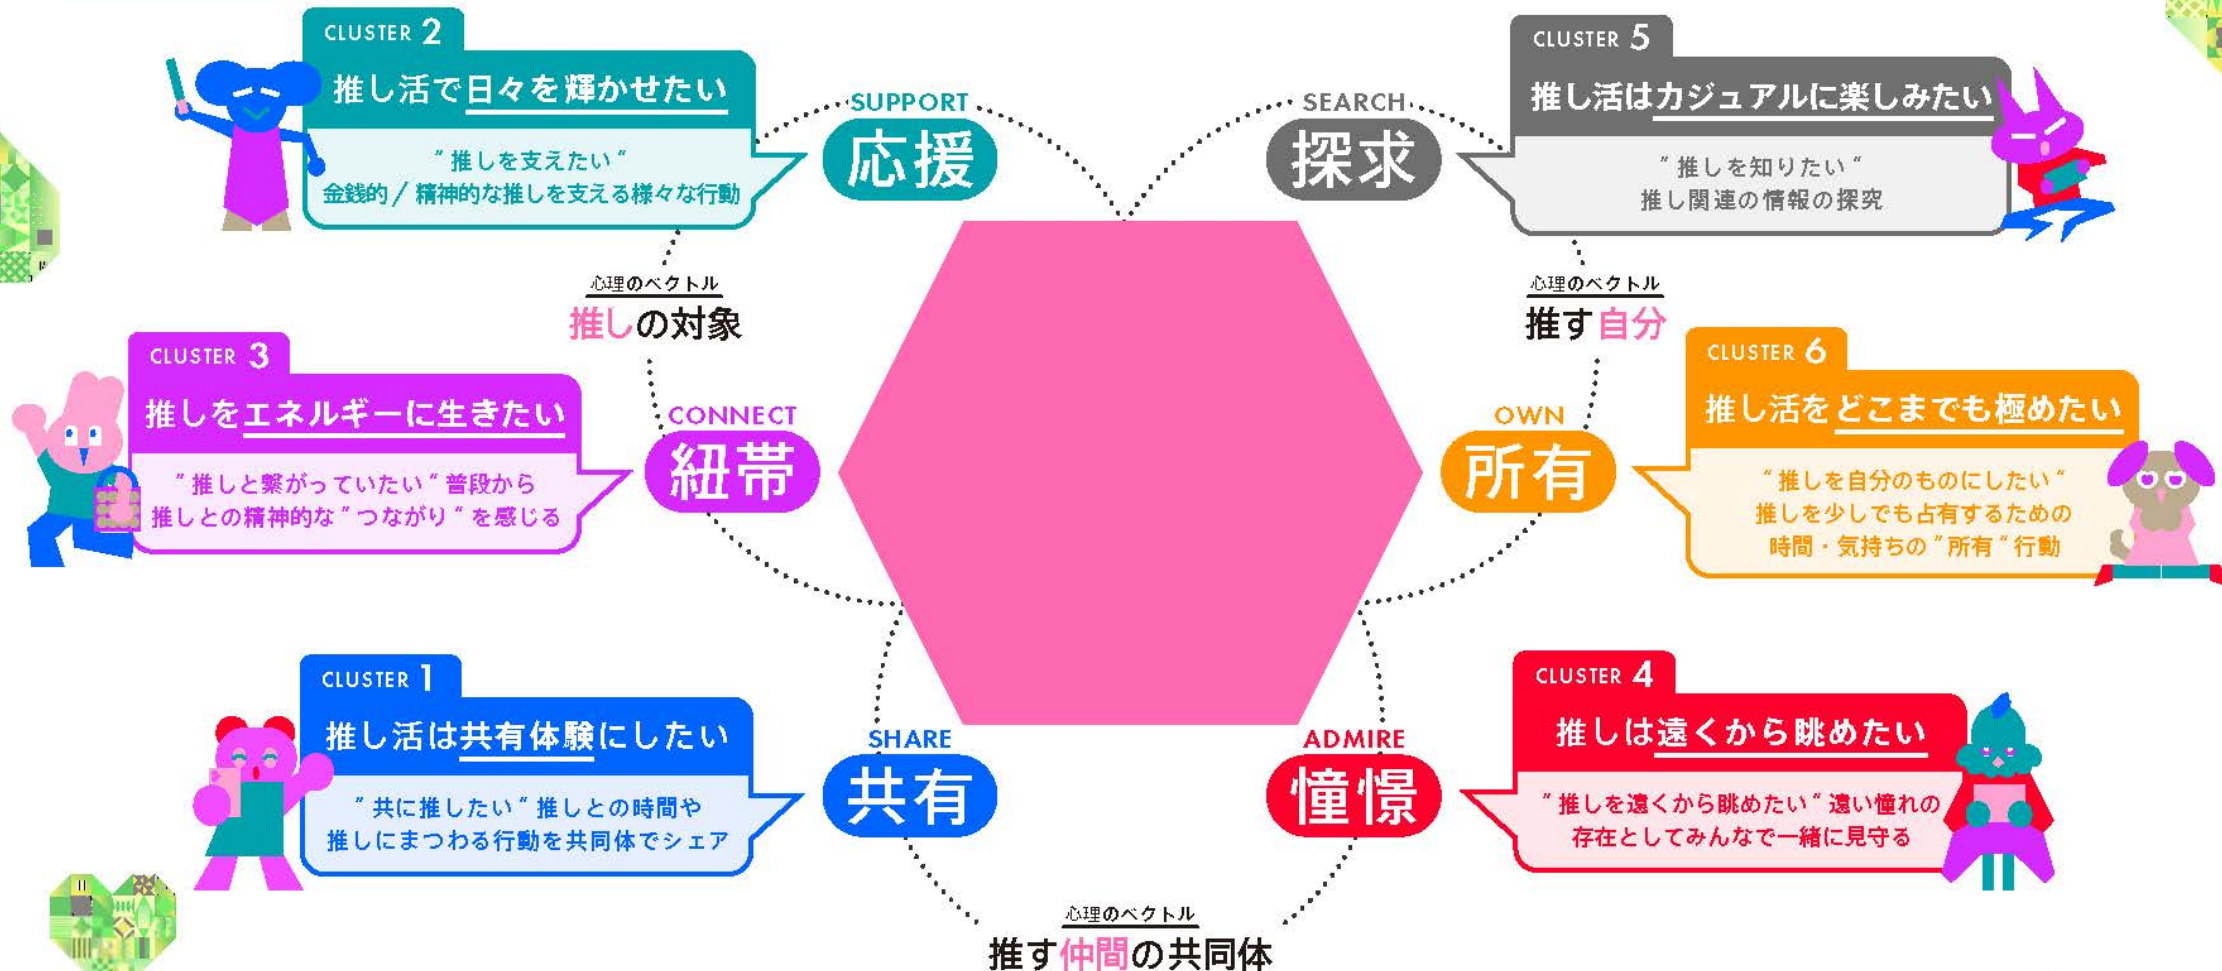 CLUSTER 2
推し活で日々を輝かせたい
"推しを支えたい"
金銭的/精神的な推しを支える様々な行動
SUPPORT
応援
SEARCH
探求
CLUSTER 5
推し活はカジュアルに楽しみたい
"推しを知りたい"
推し関連の情報の探究
心理のベクトル
推しの対象
心理のベクトル
推す自分
CLUSTER 3
推しをエネルギーに生きたい
"推しと繋がっていたい"普段から
推しとの精神的な"つながり"を感じる
CONNECT
紐帯
OWN
所有
CLUSTER 6
推し活をどこまでも極めたい
"推しを自分のものにしたい"
推しを少しでも占有するための
時間・気持ちの"所有"行動
CLUSTER 1
推し活は共有体験にしたい
"共に推したい"推しとの時間や
推しにまつわる行動を共同体でシェア
SHARE
共有
ADMIRE
憧憬
CLUSTER 4
推しは遠くから眺めたい
"推しを遠くから眺めたい"遠い憧れの
存在としてみんなで一緒に見守る
心理のベクトル
推す仲間の共同体